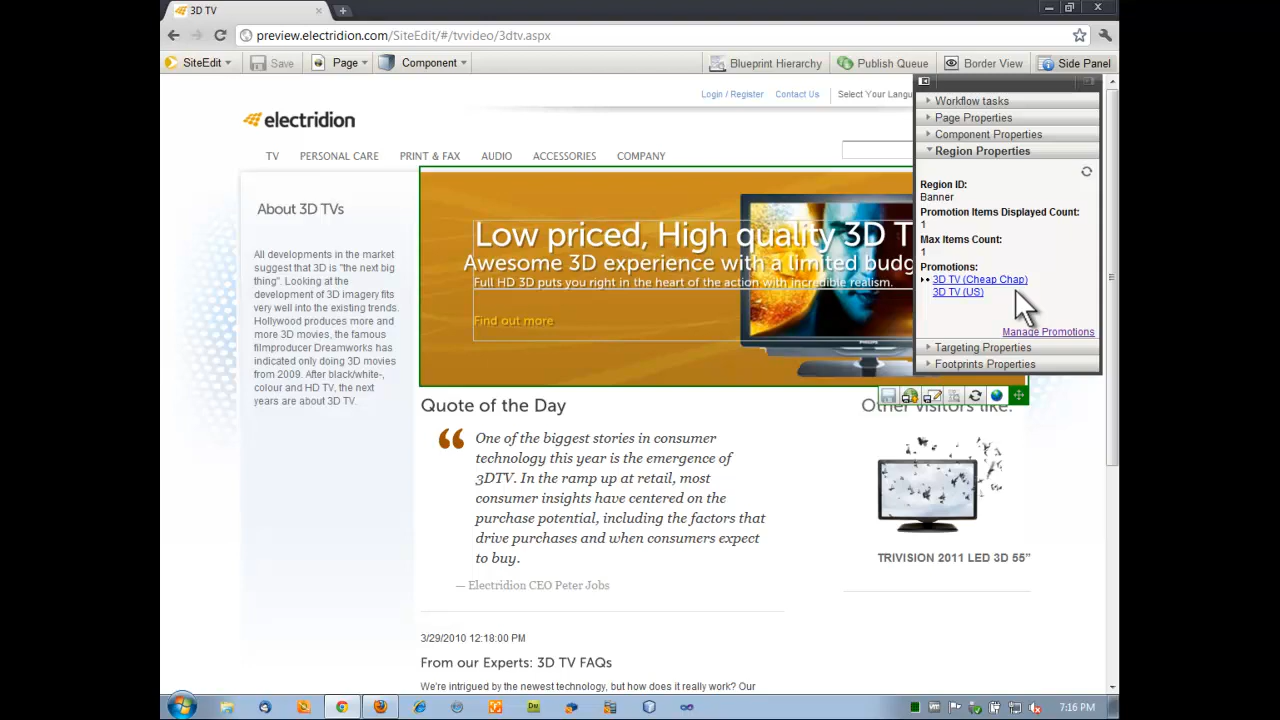 3D TV
preview.electridion.com/SiteEdit/#/tvvideo/3dtv.aspx
SiteEdit Save Page Component Blueprint Hierarchy Publish Queue Border View Side Panel
Login / Register Contact Us Select Your Langu
electridion
TV PERSONAL CARE PRINT & FAX AUDIO ACCESSORIES COMPANY
Workflow tasks
Page Properties
Component Properties
Region Properties
Region ID:
Banner
Promotion Items Displayed Count:
1
Max Items Count:
1
Promotions:
3D TV (Cheap Chap)
3D TV (US)
Manage Promotions
Targeting Properties
Footprints Properties
About 3D TVs
All developments in the market
suggest that 3D is "the next big
thing". Looking at the
development of 3D imagery fits
very well into the existing trends.
Hollywood produces more and
more 3D movies, the famous
filmproducer Dreamworks has
indicated only doing 3D movies
from 2009. After black/white-,
colour and HD TV, the next
years are about 3D TV.
Low priced, High quality 3D T
Awesome 3D experience with a limited budg
Full HD 3D puts you right in the heart of the action with incredible realism.
Find out more
PHILIPS
Quote of the Day
“ One of the biggest stories in consumer
technology this year is the emergence of
3DTV. In the ramp up at retail, most
consumer insights have centered on the
purchase potential, including the factors that
drive purchases and when consumers expect
to buy.
— Electridion CEO Peter Jobs
Other visitors like:
TRIVISION 2011 LED 3D 55”
3/29/2010 12:18:00 PM
From our Experts: 3D TV FAQs
We're intrigued by the newest technology, but how does it really work? Our
Dw
7:16 PM